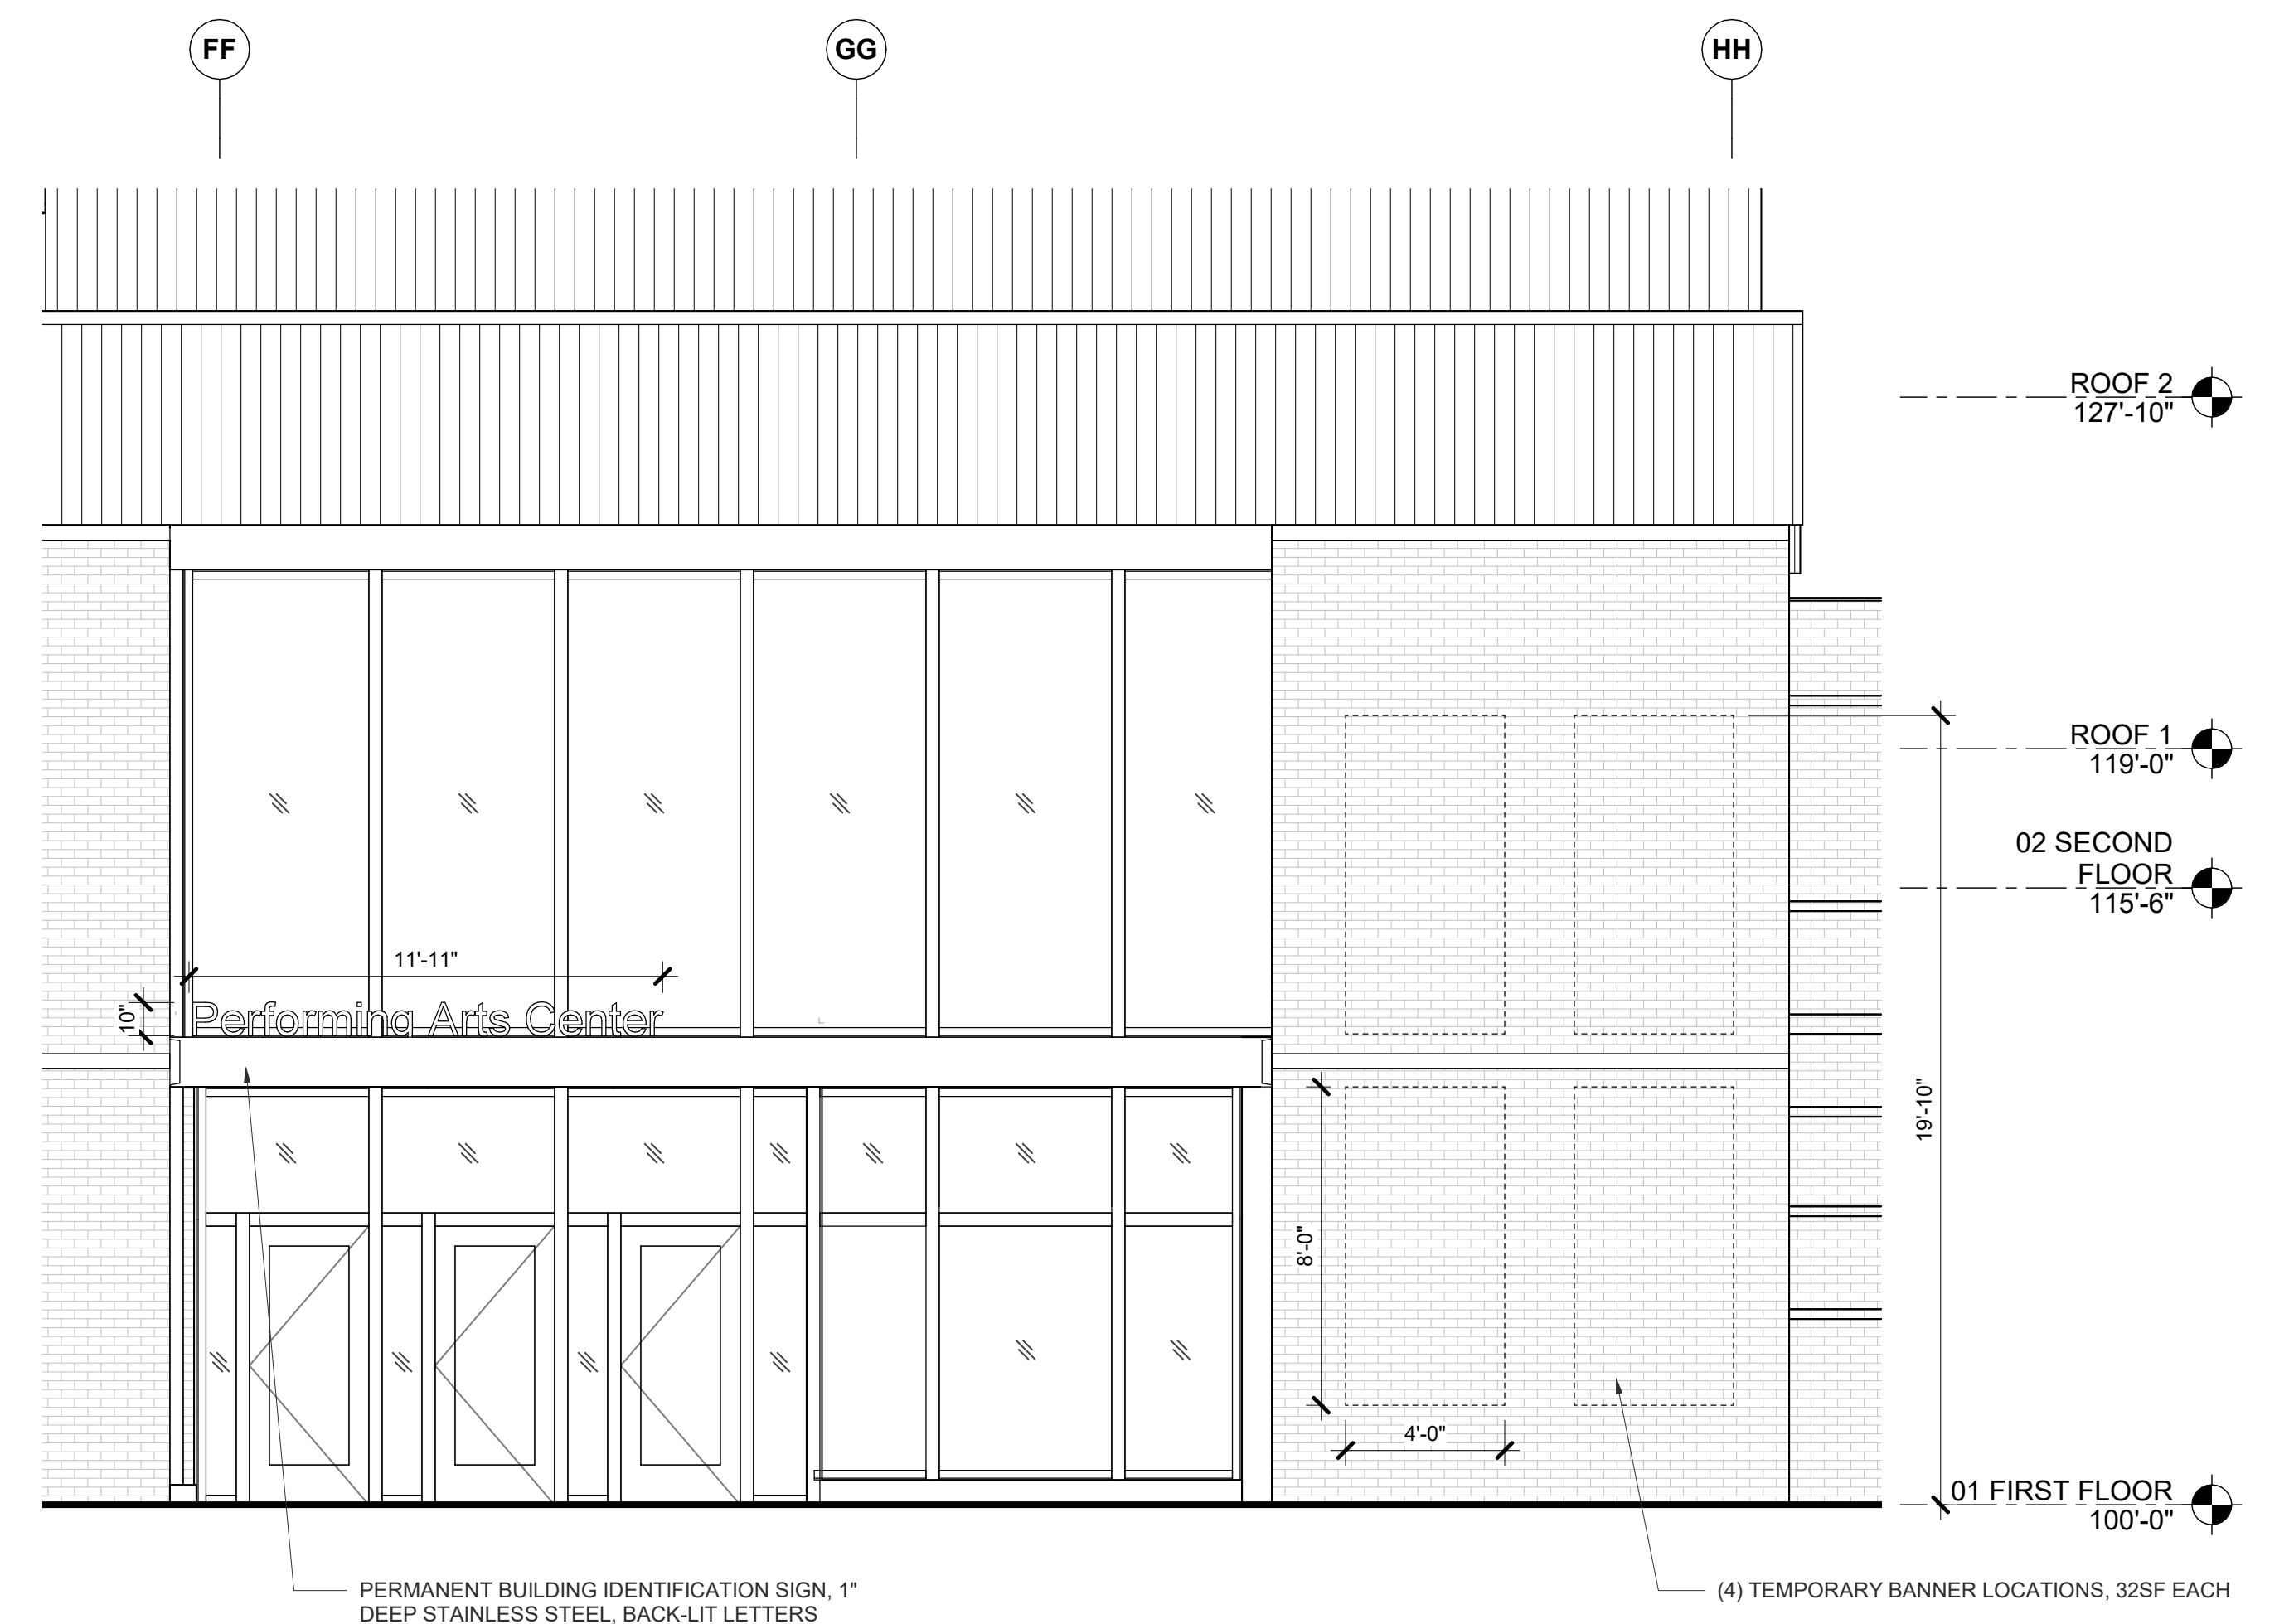 FF
GG
HH
ROOF 2
127'-10"
ROOF 1
119'-0"
02 SECOND
FLOOR
115'-6"
11'-11"
10"
Performing Arts Center
19'-10"
8'-0"
4'-0"
01 FIRST FLOOR
100'-0"
PERMANENT BUILDING IDENTIFICATION SIGN, 1"
DEEP STAINLESS STEEL, BACK-LIT LETTERS
(4) TEMPORARY BANNER LOCATIONS, 32SF EACH